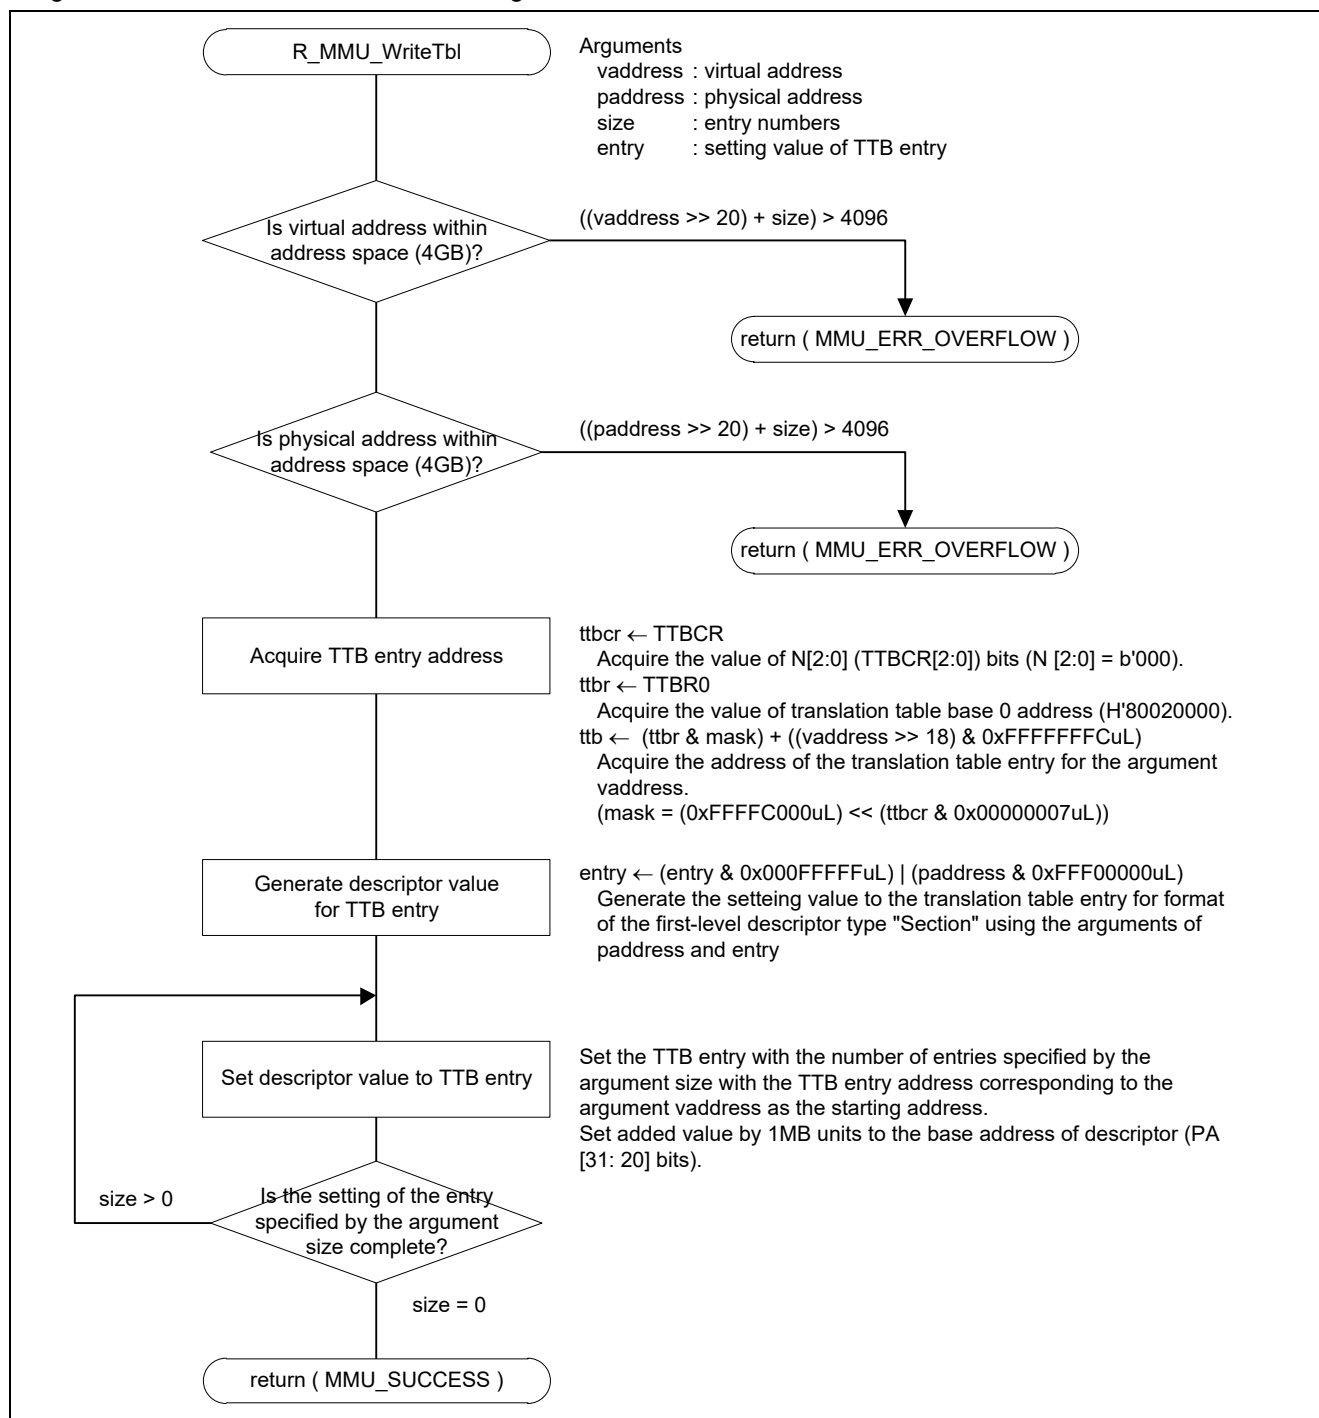 R_MMU_WriteTbl
Arguments
vaddress : virtual address
paddress : physical address
size : entry numbers
entry : setting value of TTB entry
Is virtual address within
address space (4GB)?
((vaddress >> 20) + size) > 4096
return ( MMU_ERR_OVERFLOW )
Is physical address within
address space (4GB)?
((paddress >> 20) + size) > 4096
return ( MMU_ERR_OVERFLOW )
Acquire TTB entry address
ttbcr ← TTBCR
Acquire the value of N[2:0] (TTBCR[2:0]) bits (N [2:0] = b'000).
ttbr ← TTBR0
Acquire the value of translation table base 0 address (H'80020000).
ttb ← (ttbr & mask) + ((vaddress >> 18) & 0xFFFFFFFCuL)
Acquire the address of the translation table entry for the argument
vaddress.
(mask = (0xFFFFC000uL) << (ttbcr & 0x00000007uL))
Generate descriptor value
for TTB entry
entry ← (entry & 0x000FFFFFuL) | (paddress & 0xFFF00000uL)
Generate the setteing value to the translation table entry for format
of the first-level descriptor type "Section" using the arguments of
paddress and entry
Set descriptor value to TTB entry
Set the TTB entry with the number of entries specified by the
argument size with the TTB entry address corresponding to the
argument vaddress as the starting address.
Set added value by 1MB units to the base address of descriptor (PA
[31: 20] bits).
size > 0
Is the setting of the entry
specified by the argument
size complete?
size = 0
return ( MMU_SUCCESS )